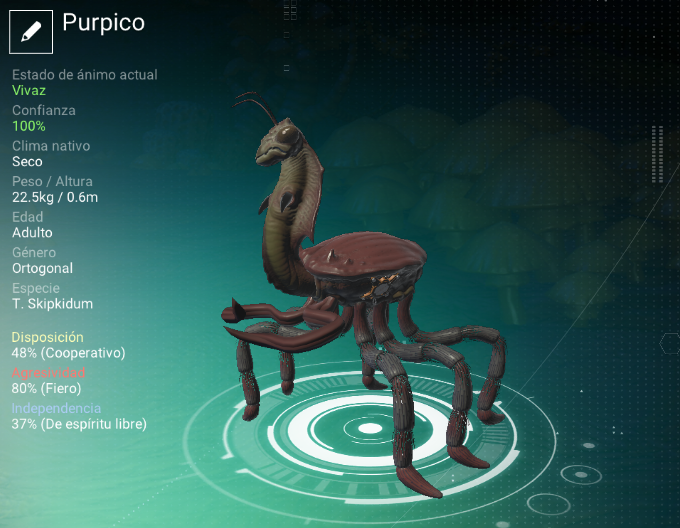 Purpico
Estado de ánimo actual
Vivaz
Confianza
100%
Clima nativo
Seco
Peso / Altura
22.5kg / 0.6m
Edad
Adulto
Género
Ortogonal
Especie
T. Skipkidum
Disposición
48% (Cooperativo)
Agresividad
80% (Fiero)
Independencia
37% (De espíritu libre)